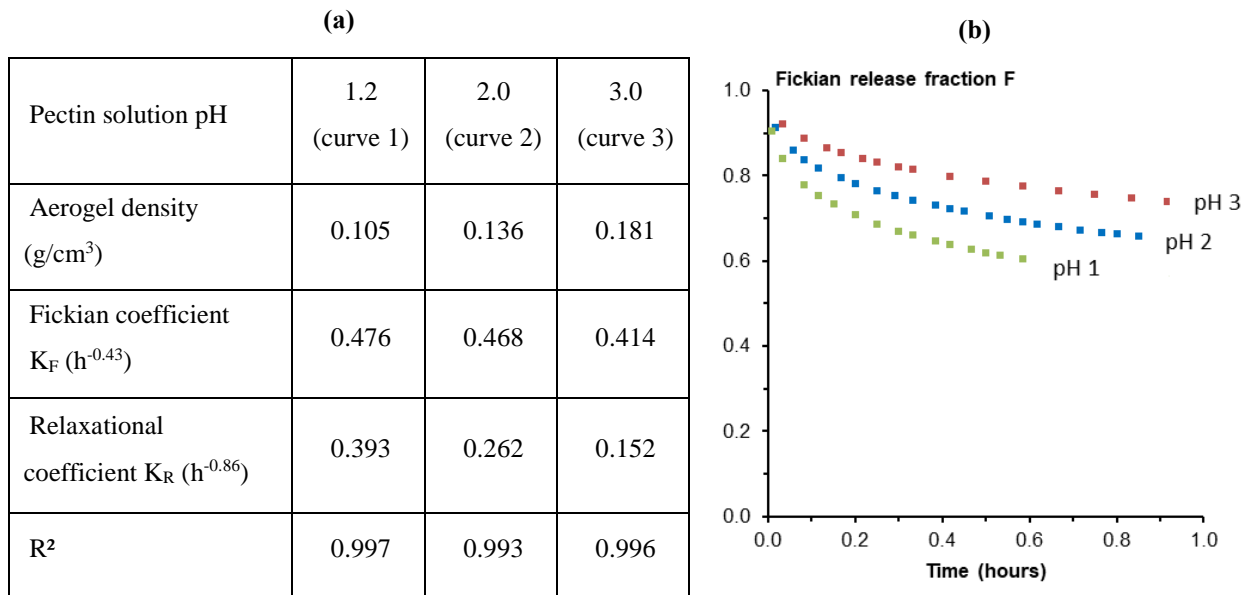 (a)
Pectin solution pH
1.2
(curve 1)
2.0
(curve 2)
3.0
(curve 3)
Aerogel density
(g/cm³)
0.105
0.136
0.181
Fickian coefficient
K_F (h^-0.43)
0.476
0.468
0.414
Relaxational
coefficient K_R (h^-0.86)
0.393
0.262
0.152
R²
0.997
0.993
0.996
(b)
Fickian release fraction F
1.0
0.8
0.6
0.4
0.2
0.0
pH 3
pH 2
pH 1
0.0 0.2 0.4 0.6 0.8 1.0
Time (hours)